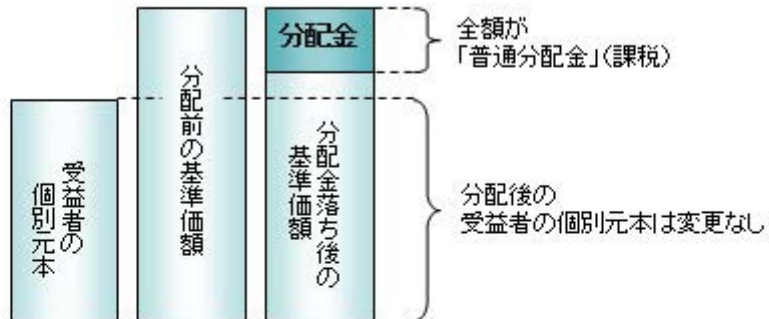 受益者の
個別元本
分配前の基準価額
分配金
分配金落ち後の
基準価額
全額が
「普通分配金」(課税)
分配後の
受益者の個別元本は変更なし